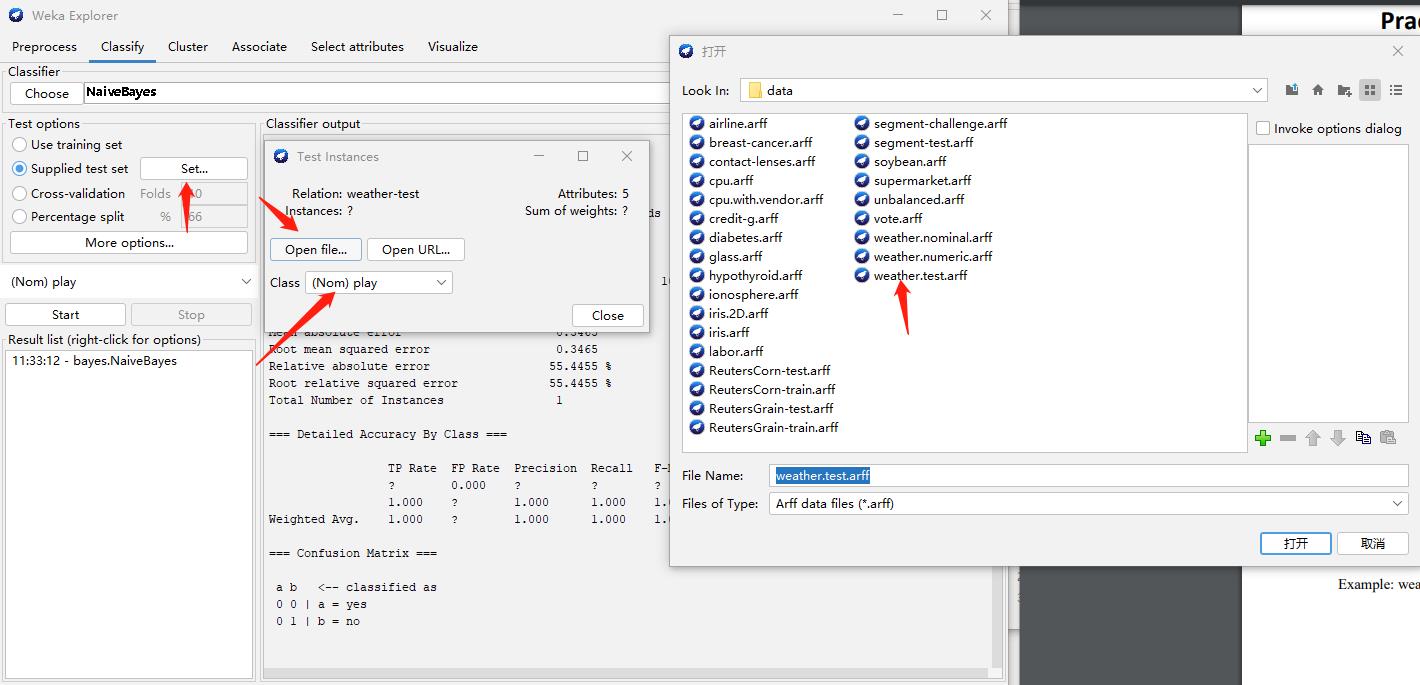 Weka Explorer
Preprocess Classify Cluster Associate Select attributes Visualize
Classifier
Choose NaiveBayes
Test options
Use training set
Supplied test set Set...
Cross-validation Folds
Percentage split % 66
More options...
(Nom) play
Start Stop
Result list (right-click for options)
11:33:12 - bayes.NaiveBayes
Classifier output
Test Instances
Relation: weather-test Attributes: 5
Instances: ? Sum of weights: ?
Open file... Open URL...
Class (Nom) play
Close
Mean absolute error 0.3465
Root mean squared error 0.3465
Relative absolute error 55.4455 %
Root relative squared error 55.4455 %
Total Number of Instances 1
=== Detailed Accuracy By Class ===
TP Rate FP Rate Precision Recall
? 0.000 ? ?
1.000 ? 1.000 1.000
Weighted Avg. 1.000 ? 1.000 1.000
=== Confusion Matrix ===
a b <-- classified as
0 0 | a = yes
0 1 | b = no
打开
Look In: data
airline.arff
breast-cancer.arff
contact-lenses.arff
cpu.arff
cpu.with.vendor.arff
credit-g.arff
diabetes.arff
glass.arff
hypothyroid.arff
ionosphere.arff
iris.2D.arff
iris.arff
labor.arff
ReutersCorn-test.arff
ReutersCorn-train.arff
ReutersGrain-test.arff
ReutersGrain-train.arff
segment-challenge.arff
segment-test.arff
soybean.arff
supermarket.arff
unbalanced.arff
vote.arff
weather.nominal.arff
weather.numeric.arff
weather.test.arff
Invoke options dialog
File Name: weather.test.arff
Files of Type: Arff data files (*.arff)
打开 取消
Example: